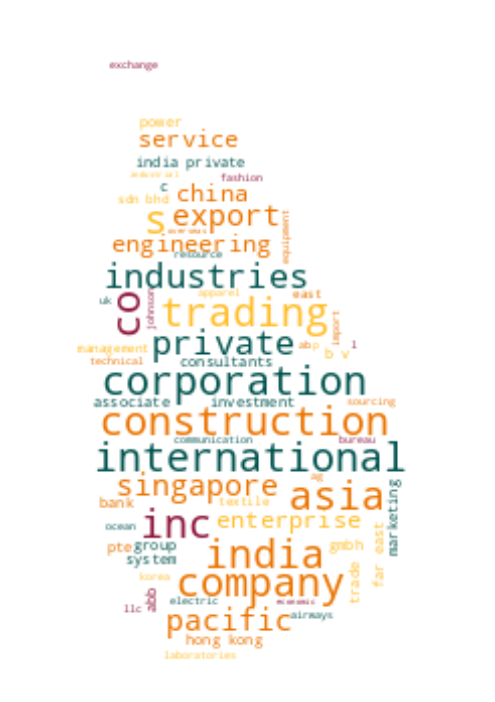 exchange
power
service
india private
industrial
fashion
c
china
sdn bhd
s
export
overseas
equipment
engineering
resource
industries
apparel
east
uk
co
johnson
trading
import
private
abp
b v
l
management
technical
consultants
corporation
associate
investment
sourcing
construction
communication
bureau
international
singapore
ag
asia
bank
textile
marketing
inc
enterprise
ocean
pte
group
india
gmbh
far east
system
korea
company
trade
abb
llc
electric
economic
pacific
airways
hong kong
laboratories